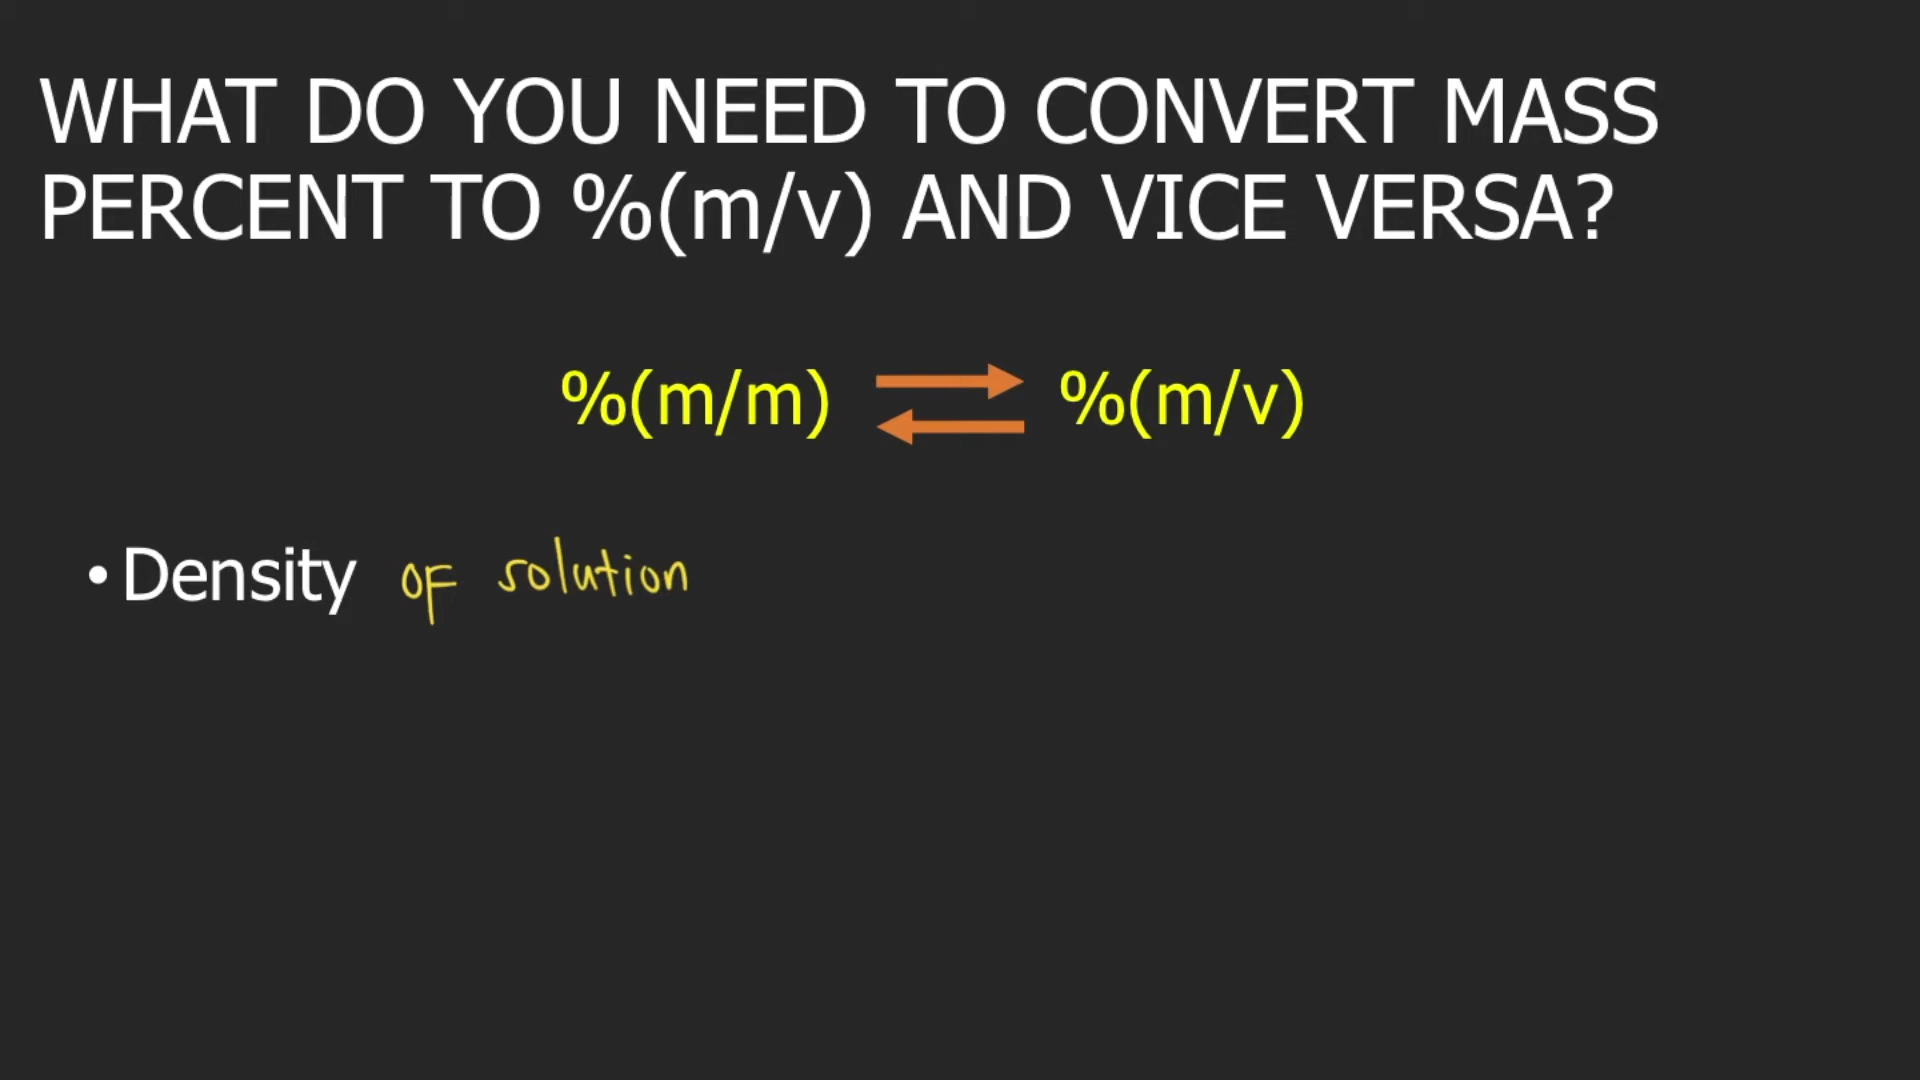 WHAT DO YOU NEED TO CONVERT MASS
PERCENT TO %(m/v) AND VICE VERSA?
%(m/m) %(m/v)
• Density OF solution